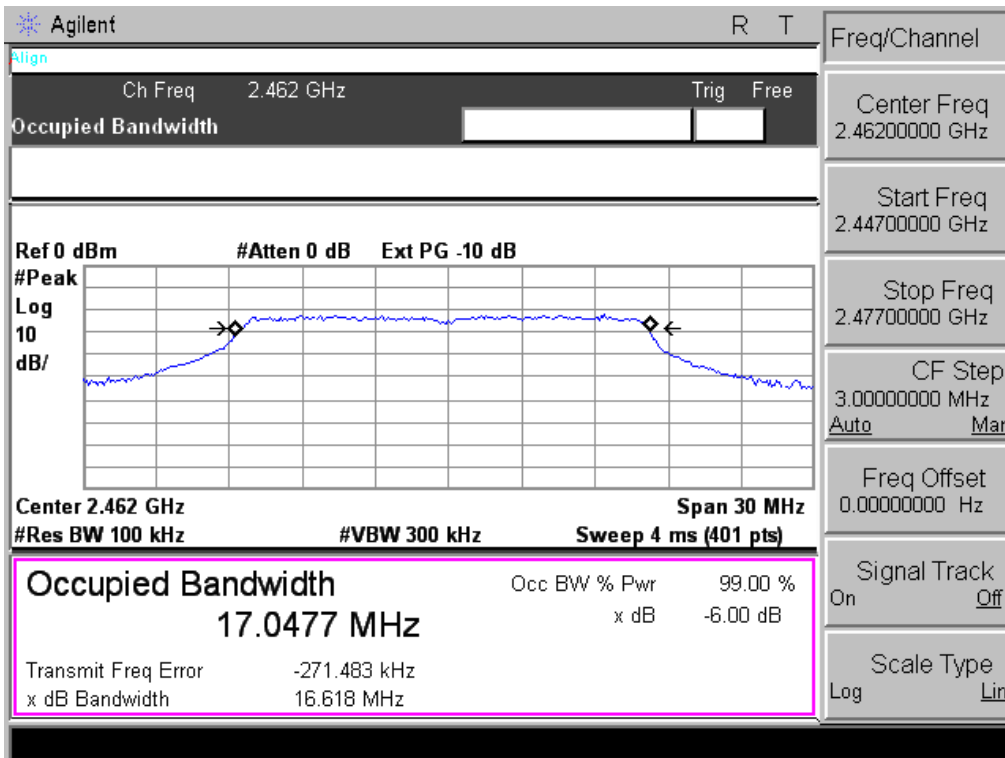 Agilent R T
Align
Ch Freq 2.462 GHz Trig Free
Occupied Bandwidth
Ref 0 dBm #Atten 0 dB Ext PG -10 dB
#Peak
Log
10
dB/
Center 2.462 GHz Span 30 MHz
#Res BW 100 kHz #VBW 300 kHz Sweep 4 ms (401 pts)
Occupied Bandwidth
17.0477 MHz
Occ BW % Pwr 99.00 %
x dB -6.00 dB
Transmit Freq Error -271.483 kHz
x dB Bandwidth 16.618 MHz
Freq/Channel
Center Freq
2.46200000 GHz
Start Freq
2.44700000 GHz
Stop Freq
2.47700000 GHz
CF Step
3.00000000 MHz
Auto Mar
Freq Offset
0.00000000 Hz
Signal Track
On Off
Scale Type
Log Lin